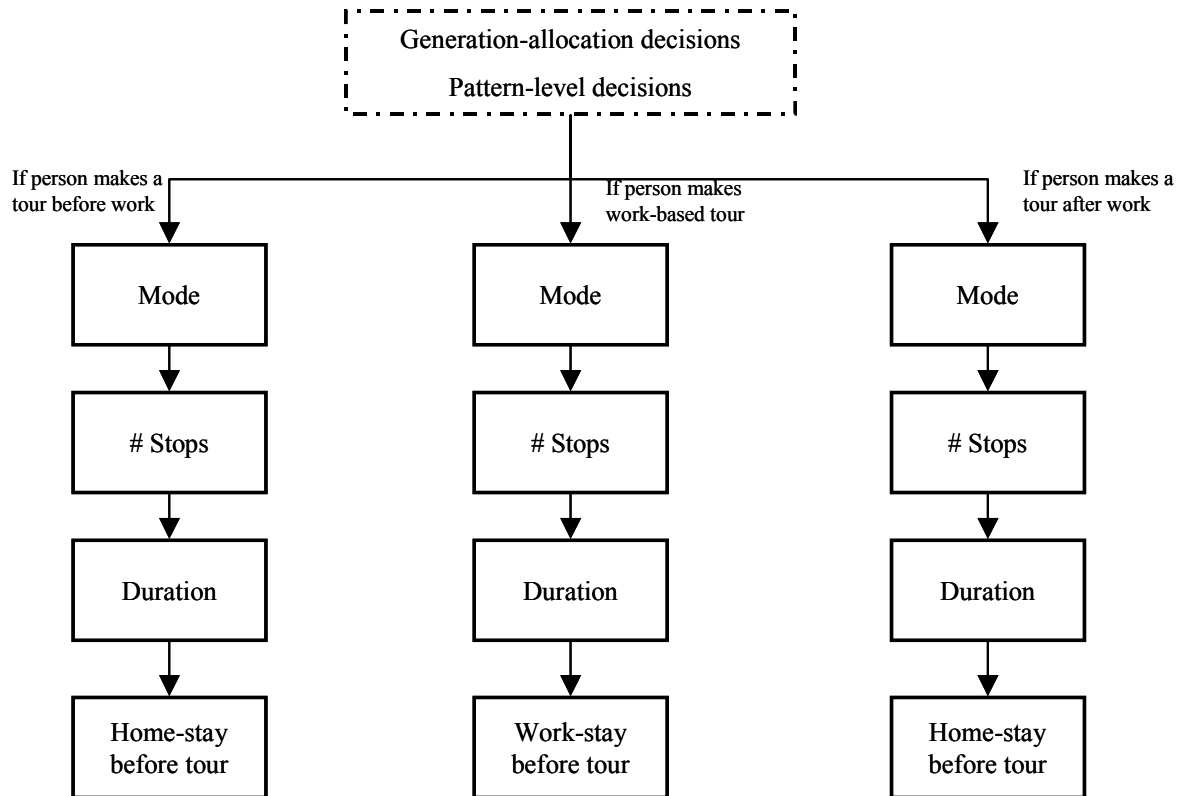 Generation-allocation decisions
Pattern-level decisions
If person makes a
tour before work
If person makes
work-based tour
If person makes a
tour after work
Mode
Mode
Mode
# Stops
# Stops
# Stops
Duration
Duration
Duration
Home-stay
before tour
Work-stay
before tour
Home-stay
before tour